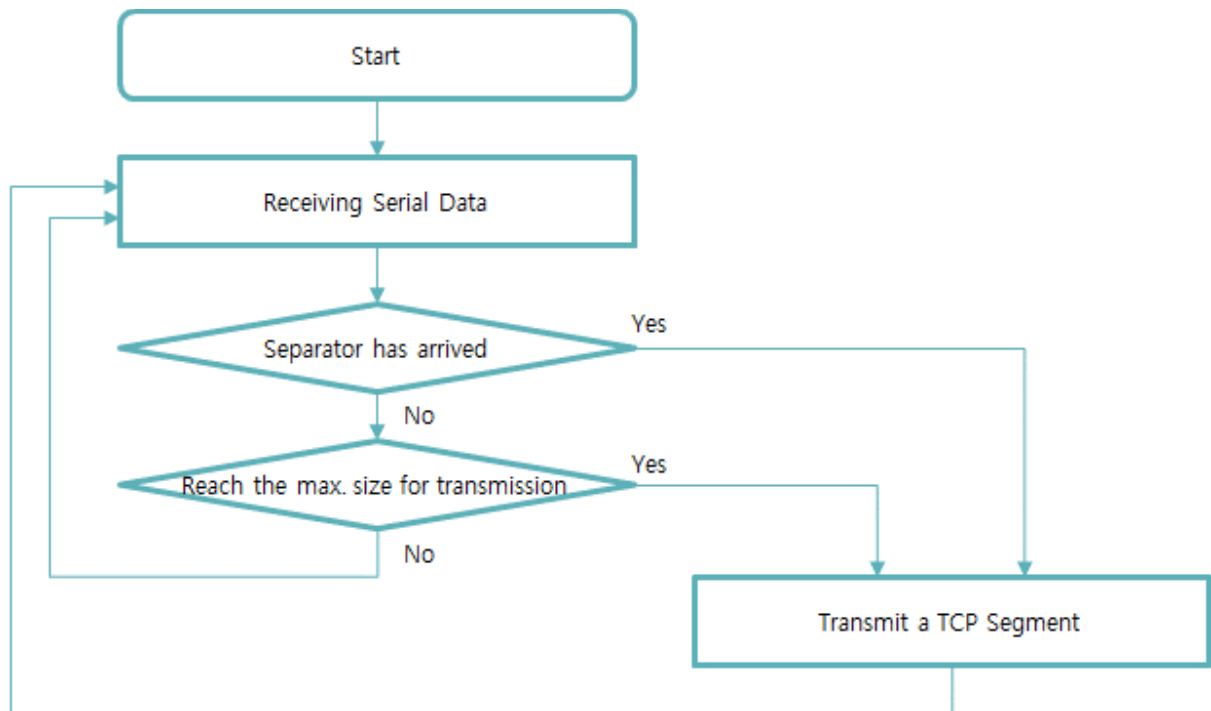 Start
Receiving Serial Data
Separator has arrived
Yes
No
Reach the max. size for transmission
Yes
No
Transmit a TCP Segment